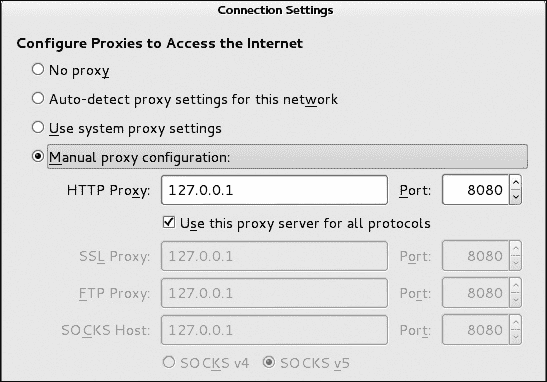 Connection Settings
Configure Proxies to Access the Internet
No proxy
Auto-detect proxy settings for this network
Use system proxy settings
Manual proxy configuration:
HTTP Proxy: 127.0.0.1 Port: 8080
Use this proxy server for all protocols
SSL Proxy: 127.0.0.1 Port: 8080
FTP Proxy: 127.0.0.1 Port: 8080
SOCKS Host: 127.0.0.1 Port: 8080
SOCKS v4 SOCKS v5